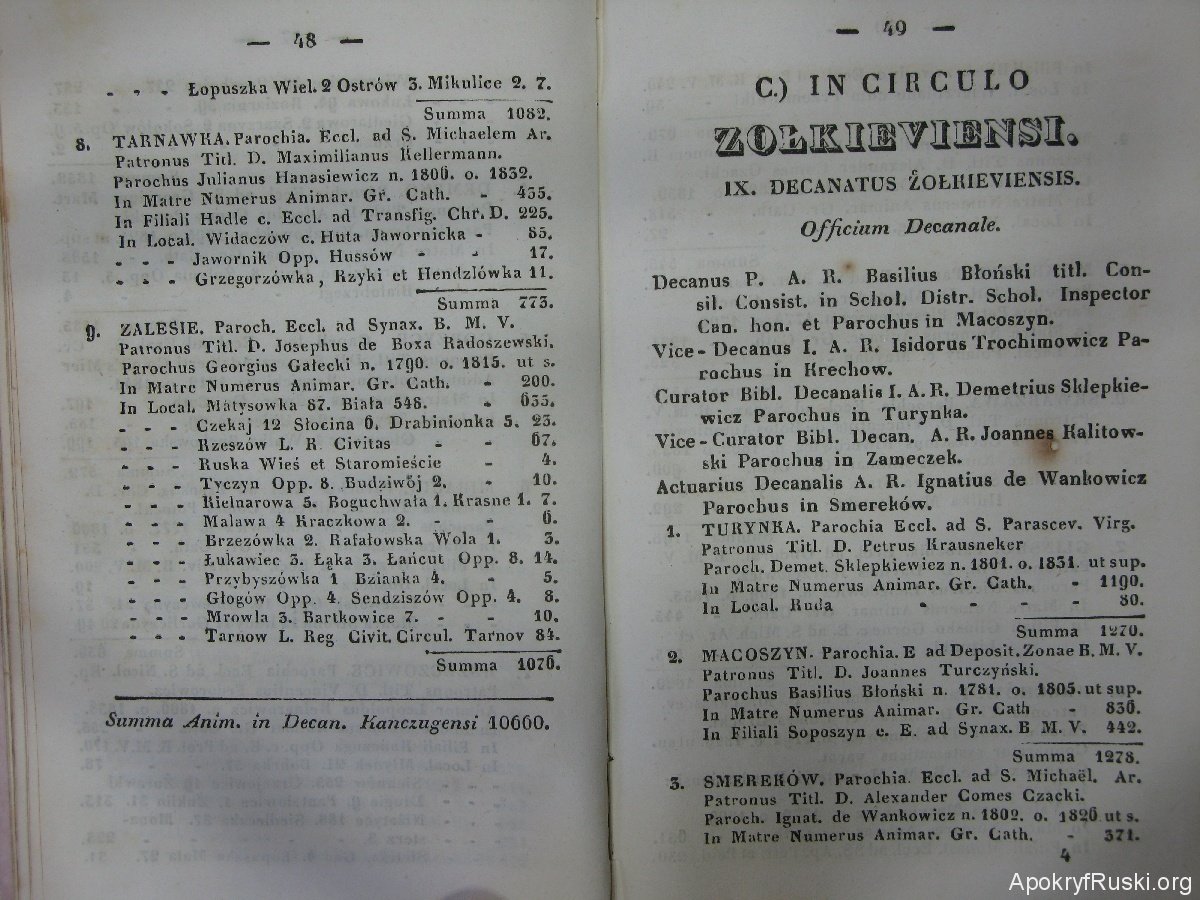 — 48 —
- „ - Łopuszka Wiel. 2 Ostrów 3. Mikulice 2. 7.
Summa 1082.
8. TARNAWKA. Parochia. Eccl. ad S. Michaelem Ar.
Patronus Titl. D. Maximilianus Kellermann.
Parochus Julianus Hanasiewicz n. 1806. o. 1832.
In Matre Numerus Animar. Gr. Cath. - 435.
In Filiali Hadle c. Eccl. ad Transfig. Chr. D. 225.
In Local. Widaczów c. Huta Jawornicka - 85.
- - - Jawornik Opp. Hussów - - 17.
- - - Grzegorzówka, Rzyki et Hendzlówka 11.
Summa 773.
9. ZALESIE. Paroch. Eccl. ad Synax. B. M. V.
Patronus Titl. D. Josephus de Boxa Radoszewski.
Parochus Georgius Gałecki n. 1790. o. 1815. ut s.
In Matre Numerus Animar. Gr. Cath. - 200.
In Local. Matysowka 87. Biała 548. - 635.
- - - Czekaj 12 Słocina 6. Drabinionka 5. 23.
- - - Rzeszów L. R. Civitas - - 67.
- - - Ruska Wieś et Staromieście - 4.
- - - Tyczyn Opp. 8. Budziwòj 2. - 10.
- - - Kielnarowa 5. Boguchwała 1. Krasne 1. 7.
- - - Malawa 4 Kraczkowa 2. - - 6.
- - - Brzezówka 2. Rafałowska Wola 1. 3.
- - - Łukawiec 3. Łąka 3. Łańcut Opp. 8. 14.
- - - Przybyszówka 1 Bzianka 4. - 5.
- - - Głogów Opp. 4. Sendziszów Opp. 4. 8.
- - - Mrowla 3. Bartkowice 7. - - 10.
- - - Tarnow L. Reg Civit. Circul. Tarnov 84.
Summa 1076.
Summa Anim. in Decan. Kanczugensi 10600.
— 49 —
C.) IN CIRCULO
ZOŁKIEVIENSI.
IX. DECANATUS ŻOŁKIEVIENSIS.
Officium Decanale.
Decanus P. A. R. Basilius Błoński titl. Con-
sil. Consist. in Schol. Distr. Schol. Inspector
Can. hon. et Parochus in Macoszyn.
Vice-Decanus I. A. R. Isidorus Trochimowicz Pa-
rochus in Krechow.
Curator Bibl. Decanalis I. A. R. Demetrius Sklepkie-
wicz Parochus in Turynka.
Vice-Curator Bibl. Decan. A. R. Joannes Kalitow-
ski Parochus in Zameczek.
Actuarius Decanalis A. R. Ignatius de Wankowicz
Parochus in Smereków.
1. TURYNKA. Parochia Eccl. ad S. Parascev. Virg.
Patronus Titl. D. Petrus Krausneker
Paroch. Demet. Sklepkiewicz n. 1801. o. 1831. ut sup.
In Matre Numerus Animar. Gr. Cath. - 1190.
In Local. Ruda - - - - 80.
Summa 1270.
2. MACOSZYN. Parochia. E ad Deposit. Zonae B. M. V.
Patronus Titl. D. Joannes Turczyński.
Parochus Basilius Błoński n. 1781. o. 1805. ut sup.
In Matre Numerus Animar. Gr. Cath - 836.
In Filiali Soposzyn c. E. ad Synax. B M. V. 442.
Summa 1278.
3. SMEREKÓW. Parochia. Eccl. ad S. Michaël. Ar.
Patronus Titl. D. Alexander Comes Czacki.
Paroch. Ignat. de Wankowicz n. 1802. o. 1826. ut s.
In Matre Numerus Animar. Gr. Cath. - 371.
4
ApokryfRuski.org